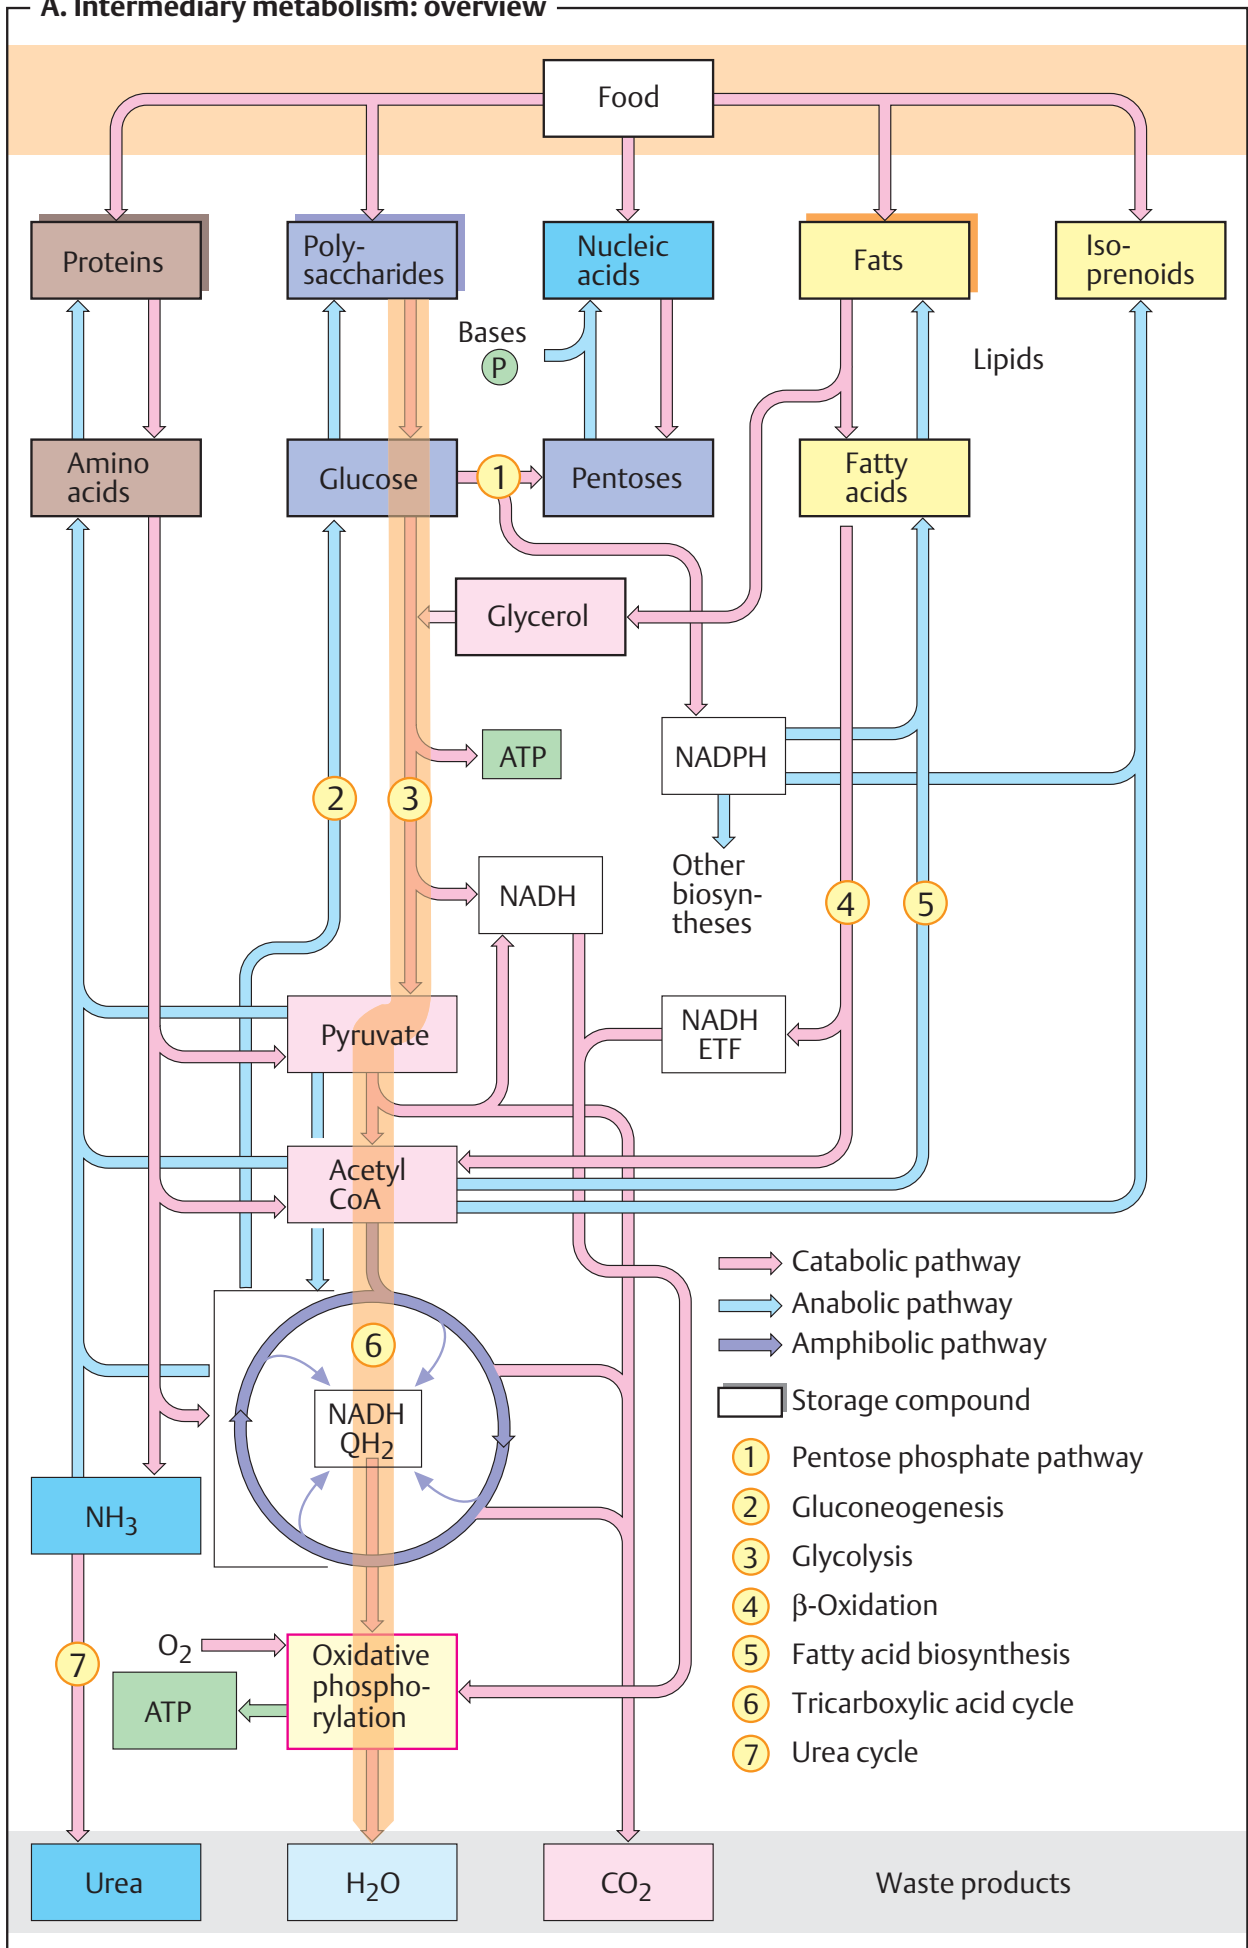 A. Intermediary metabolism: overview
Food
Proteins
Poly-
saccharides
Nucleic
acids
Fats
Iso-
prenoids
Bases
P
Lipids
Amino
acids
Glucose
1
Pentoses
Fatty
acids
Glycerol
ATP
NADPH
2
3
Other
biosyn-
theses
NADH
4
5
Pyruvate
NADH
ETF
Acetyl
CoA
Catabolic pathway
Anabolic pathway
Amphibolic pathway
6
NADH
QH2
Storage compound
1 Pentose phosphate pathway
2 Gluconeogenesis
3 Glycolysis
4 β-Oxidation
5 Fatty acid biosynthesis
6 Tricarboxylic acid cycle
7 Urea cycle
NH3
O2
7
Oxidative
phospho-
rylation
ATP
Urea
H2O
CO2
Waste products